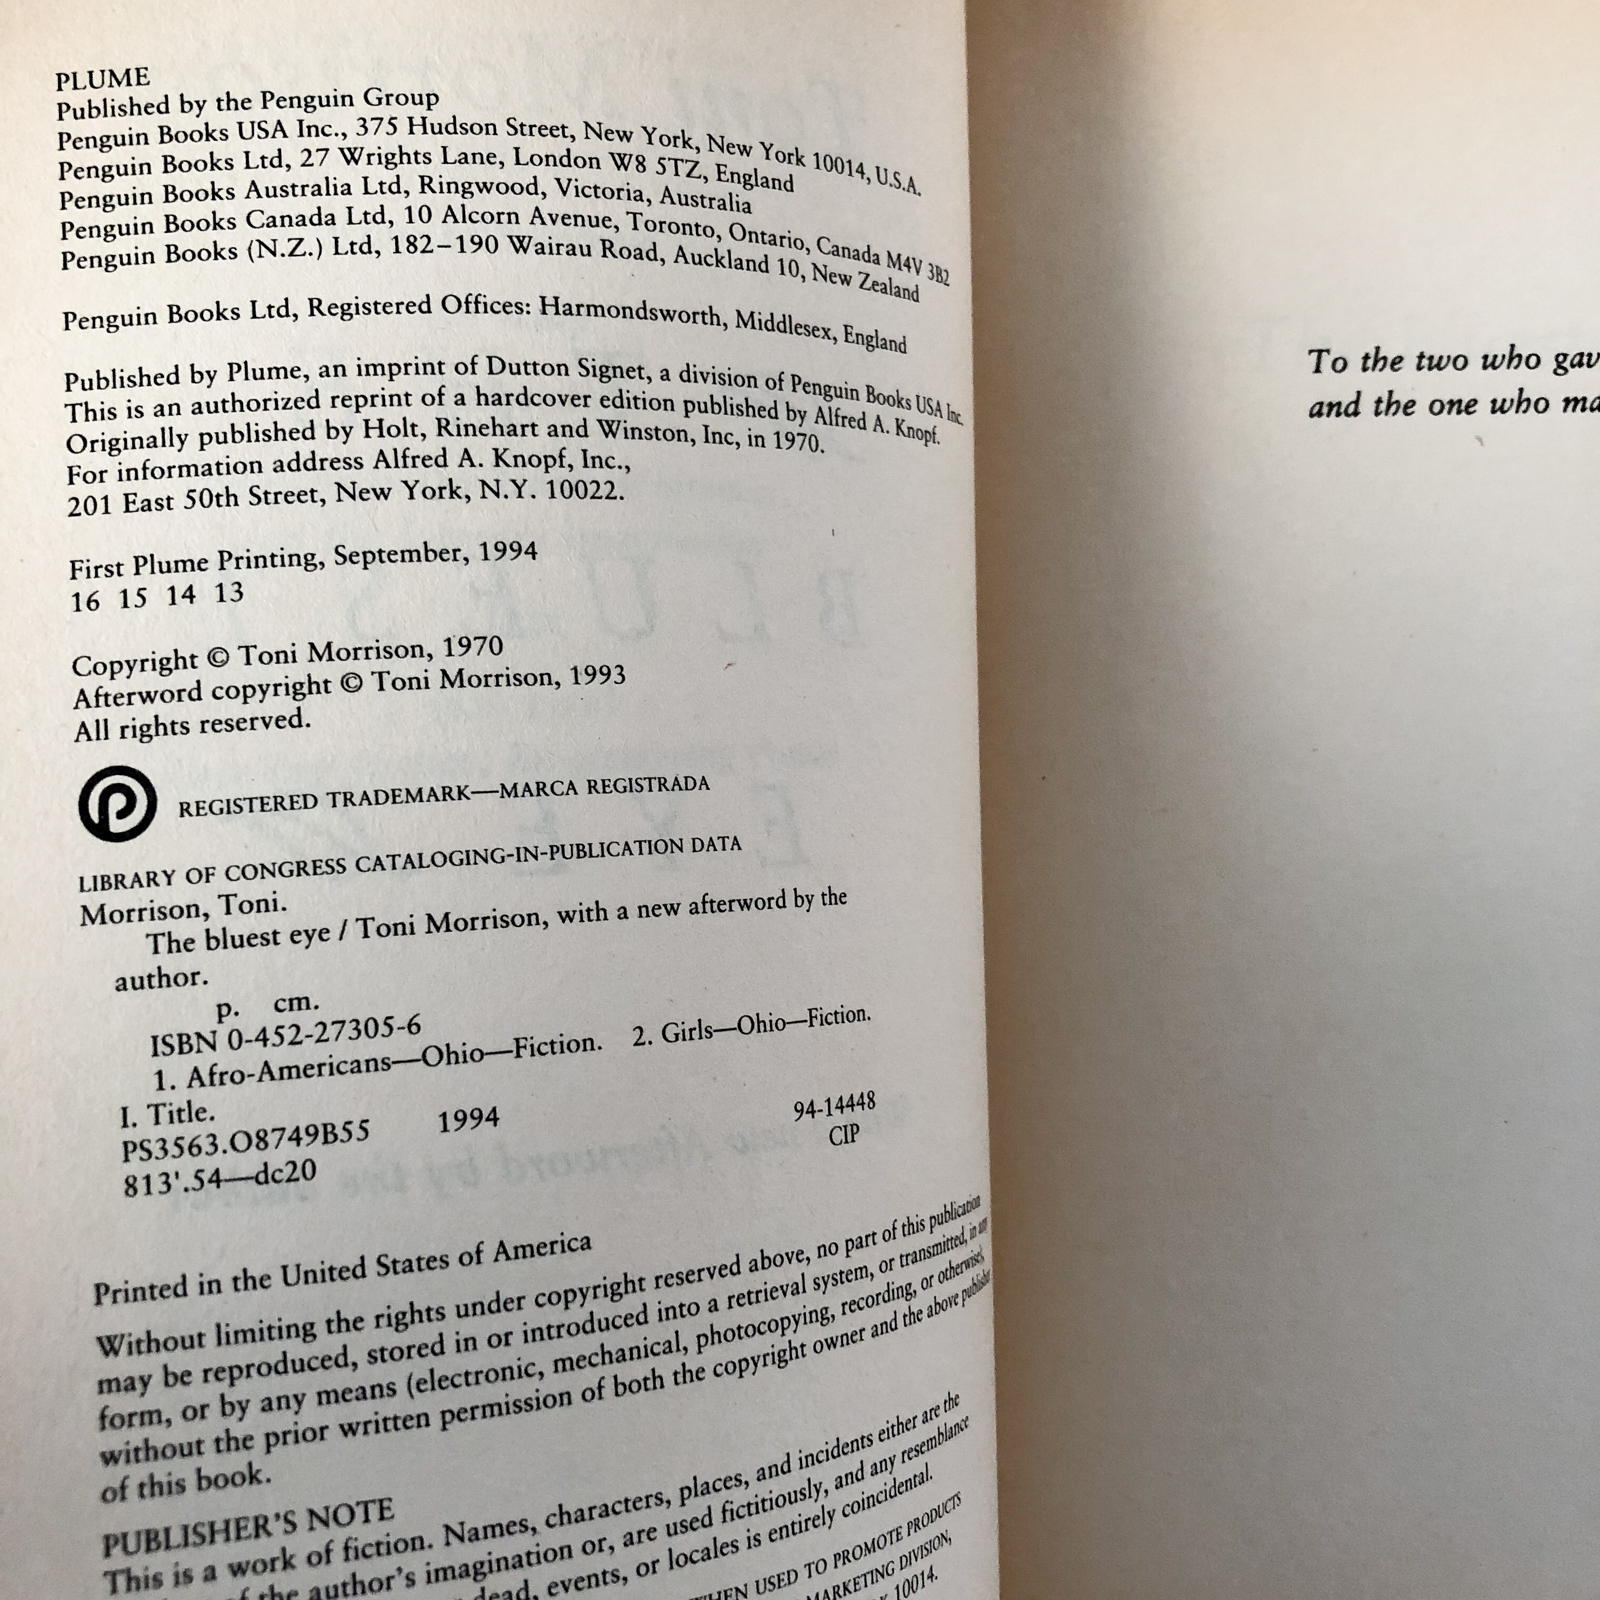 PLUME
Published by the Penguin Group
Penguin Books USA Inc., 375 Hudson Street, New York, New York 10014, U.S.A.
Penguin Books Ltd, 27 Wrights Lane, London W8 5TZ, England
Penguin Books Australia Ltd, Ringwood, Victoria, Australia
Penguin Books Canada Ltd, 10 Alcorn Avenue, Toronto, Ontario, Canada M4V 3B2
Penguin Books (N.Z.) Ltd, 182–190 Wairau Road, Auckland 10, New Zealand
Penguin Books Ltd, Registered Offices: Harmondsworth, Middlesex, England
Published by Plume, an imprint of Dutton Signet, a division of Penguin Books USA Inc.
This is an authorized reprint of a hardcover edition published by Alfred A. Knopf.
Originally published by Holt, Rinehart and Winston, Inc, in 1970.
For information address Alfred A. Knopf, Inc.,
201 East 50th Street, New York, N.Y. 10022.
First Plume Printing, September, 1994
16 15 14 13
Copyright © Toni Morrison, 1970
Afterword copyright © Toni Morrison, 1993
All rights reserved.
REGISTERED TRADEMARK—MARCA REGISTRADA
LIBRARY OF CONGRESS CATALOGING-IN-PUBLICATION DATA
Morrison, Toni.
The bluest eye / Toni Morrison, with a new afterword by the
author.
p. cm.
ISBN 0-452-27305-6
1. Afro-Americans—Ohio—Fiction. 2. Girls—Ohio—Fiction.
I. Title.
PS3563.O8749B55 1994 94-14448
813'.54—dc20 CIP
Printed in the United States of America
Without limiting the rights under copyright reserved above, no part of this publication
may be reproduced, stored in or introduced into a retrieval system, or transmitted, in any
form, or by any means (electronic, mechanical, photocopying, recording, or otherwise),
without the prior written permission of both the copyright owner and the above publisher
of this book.
PUBLISHER'S NOTE
This is a work of fiction. Names, characters, places, and incidents either are the
of the author's imagination or, are used fictitiously, and any resemblance
dead, events, or locales is entirely coincidental.
WHEN USED TO PROMOTE PRODUCTS
MARKETING DIVISION,
10014.
To the two who gav
and the one who ma